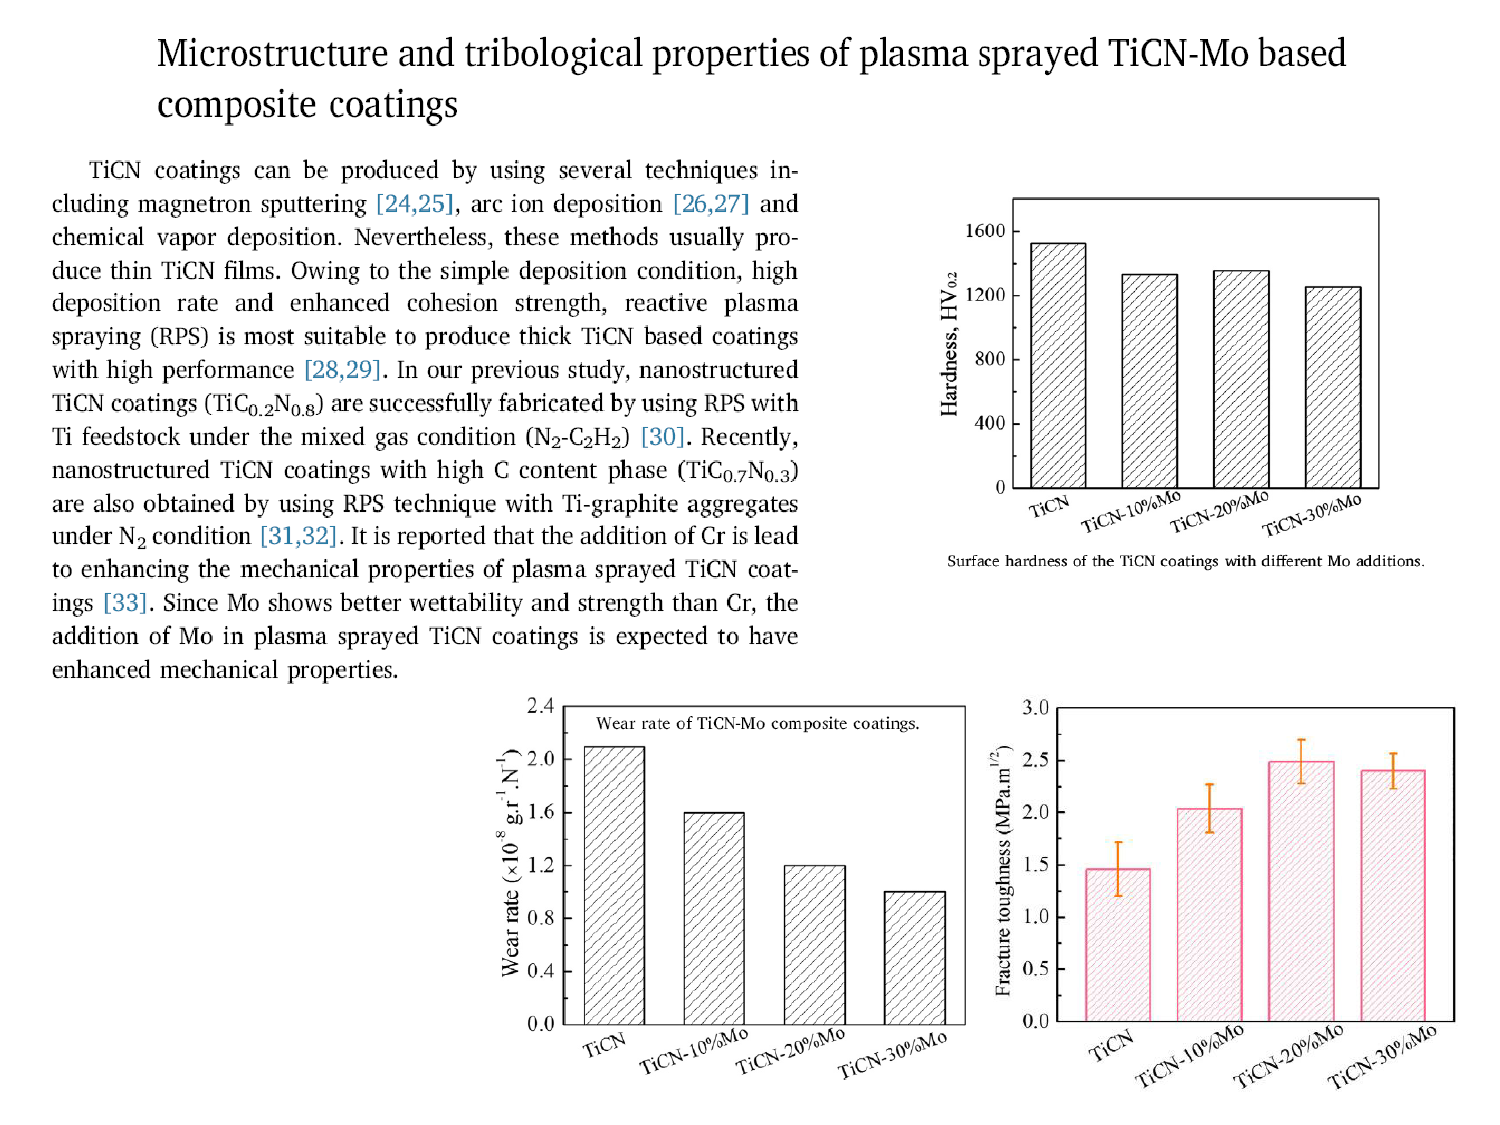 Microstructure and tribological properties of plasma sprayed TiCN-Mo based
composite coatings
TiCN coatings can be produced by using several techniques in-
cluding magnetron sputtering [24,25], arc ion deposition [26,27] and
chemical vapor deposition. Nevertheless, these methods usually pro-
duce thin TiCN films. Owing to the simple deposition condition, high
deposition rate and enhanced cohesion strength, reactive plasma
spraying (RPS) is most suitable to produce thick TiCN based coatings
with high performance [28,29]. In our previous study, nanostructured
TiCN coatings (TiC0.2N0.8) are successfully fabricated by using RPS with
Ti feedstock under the mixed gas condition (N2-C2H2) [30]. Recently,
nanostructured TiCN coatings with high C content phase (TiC0.7N0.3)
are also obtained by using RPS technique with Ti-graphite aggregates
under N2 condition [31,32]. It is reported that the addition of Cr is lead
to enhancing the mechanical properties of plasma sprayed TiCN coat-
ings [33]. Since Mo shows better wettability and strength than Cr, the
addition of Mo in plasma sprayed TiCN coatings is expected to have
enhanced mechanical properties.
Hardness, HV0.2
1600
1200
800
400
0
TiCN
TiCN-10%Mo
TiCN-20%Mo
TiCN-30%Mo
Surface hardness of the TiCN coatings with different Mo additions.
Wear rate (×10-8 g.r-1.N-1)
2.4
2.0
1.6
1.2
0.8
0.4
0.0
Wear rate of TiCN-Mo composite coatings.
TiCN
TiCN-10%Mo
TiCN-20%Mo
TiCN-30%Mo
Fracture toughness (MPa.m1/2)
3.0
2.5
2.0
1.5
1.0
0.5
0.0
TiCN
TiCN-10%Mo
TiCN-20%Mo
TiCN-30%Mo